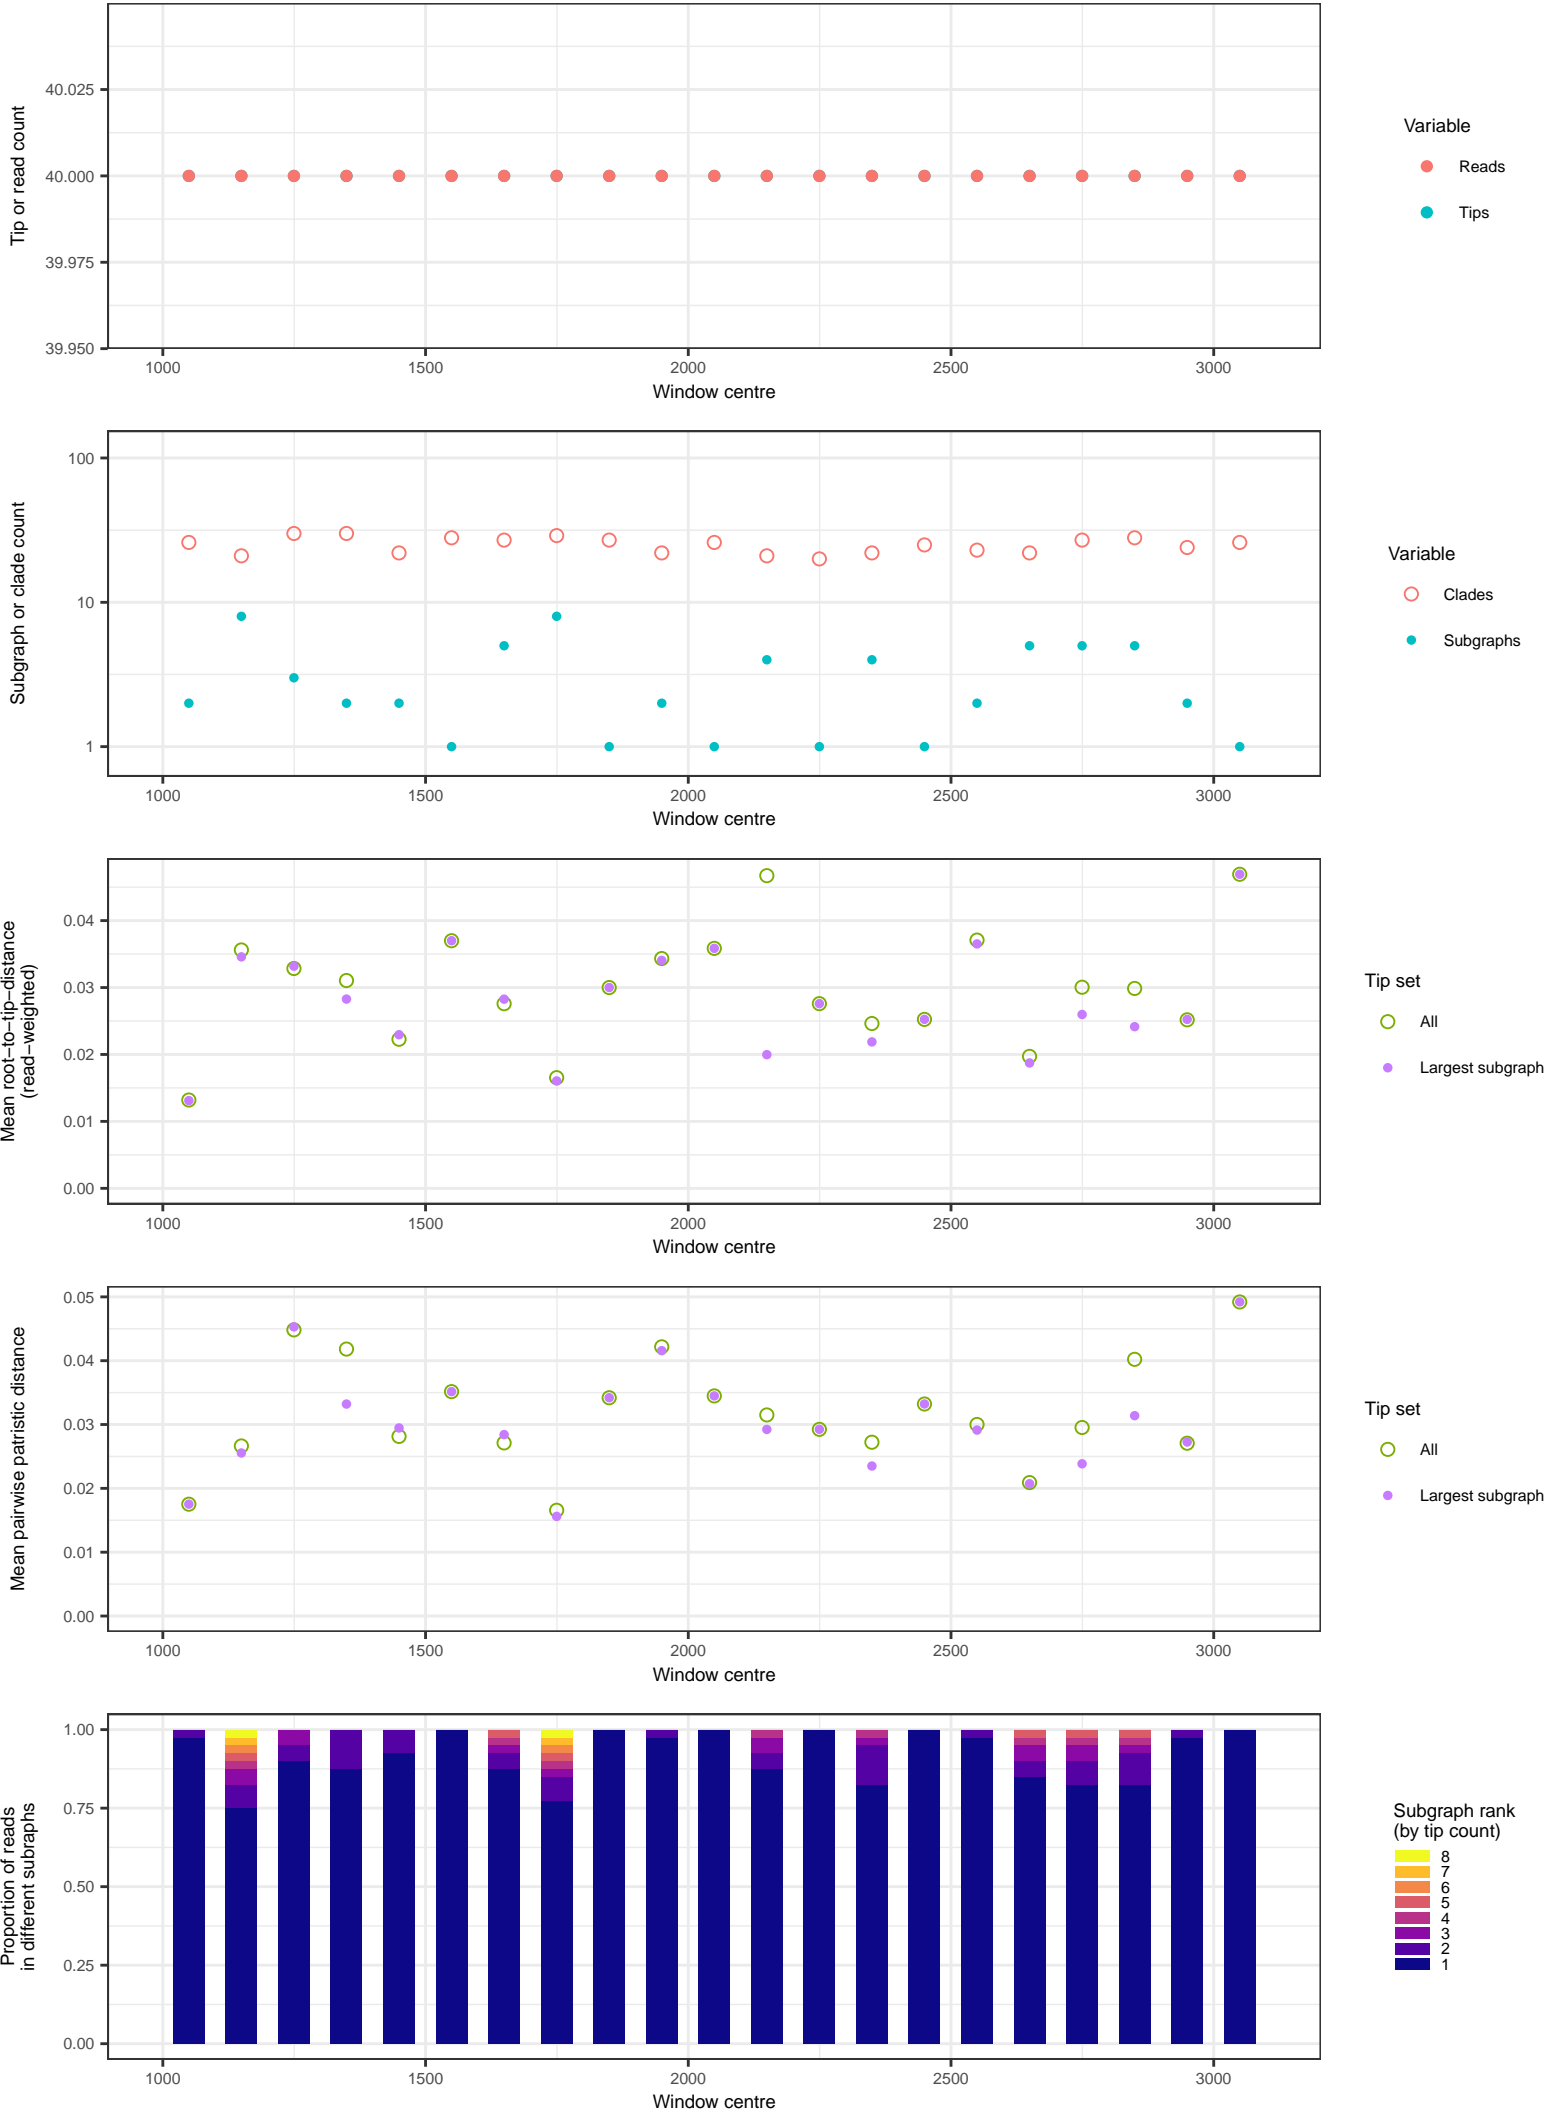 Tip or read count
40.025
40.000
39.975
39.950
1000 1500 2000 2500 3000
Window centre
Variable
Reads
Tips
Subgraph or clade count
100
10
1
1000 1500 2000 2500 3000
Window centre
Variable
Clades
Subgraphs
Mean root−to−tip−distance
(read−weighted)
0.04
0.03
0.02
0.01
0.00
1000 1500 2000 2500 3000
Window centre
Tip set
All
Largest subgraph
Mean pairwise patristic distance
0.05
0.04
0.03
0.02
0.01
0.00
1000 1500 2000 2500 3000
Window centre
Tip set
All
Largest subgraph
Proportion of reads
in different subraphs
1.00
0.75
0.50
0.25
0.00
1000 1500 2000 2500 3000
Window centre
Subgraph rank
(by tip count)
8
7
6
5
4
3
2
1